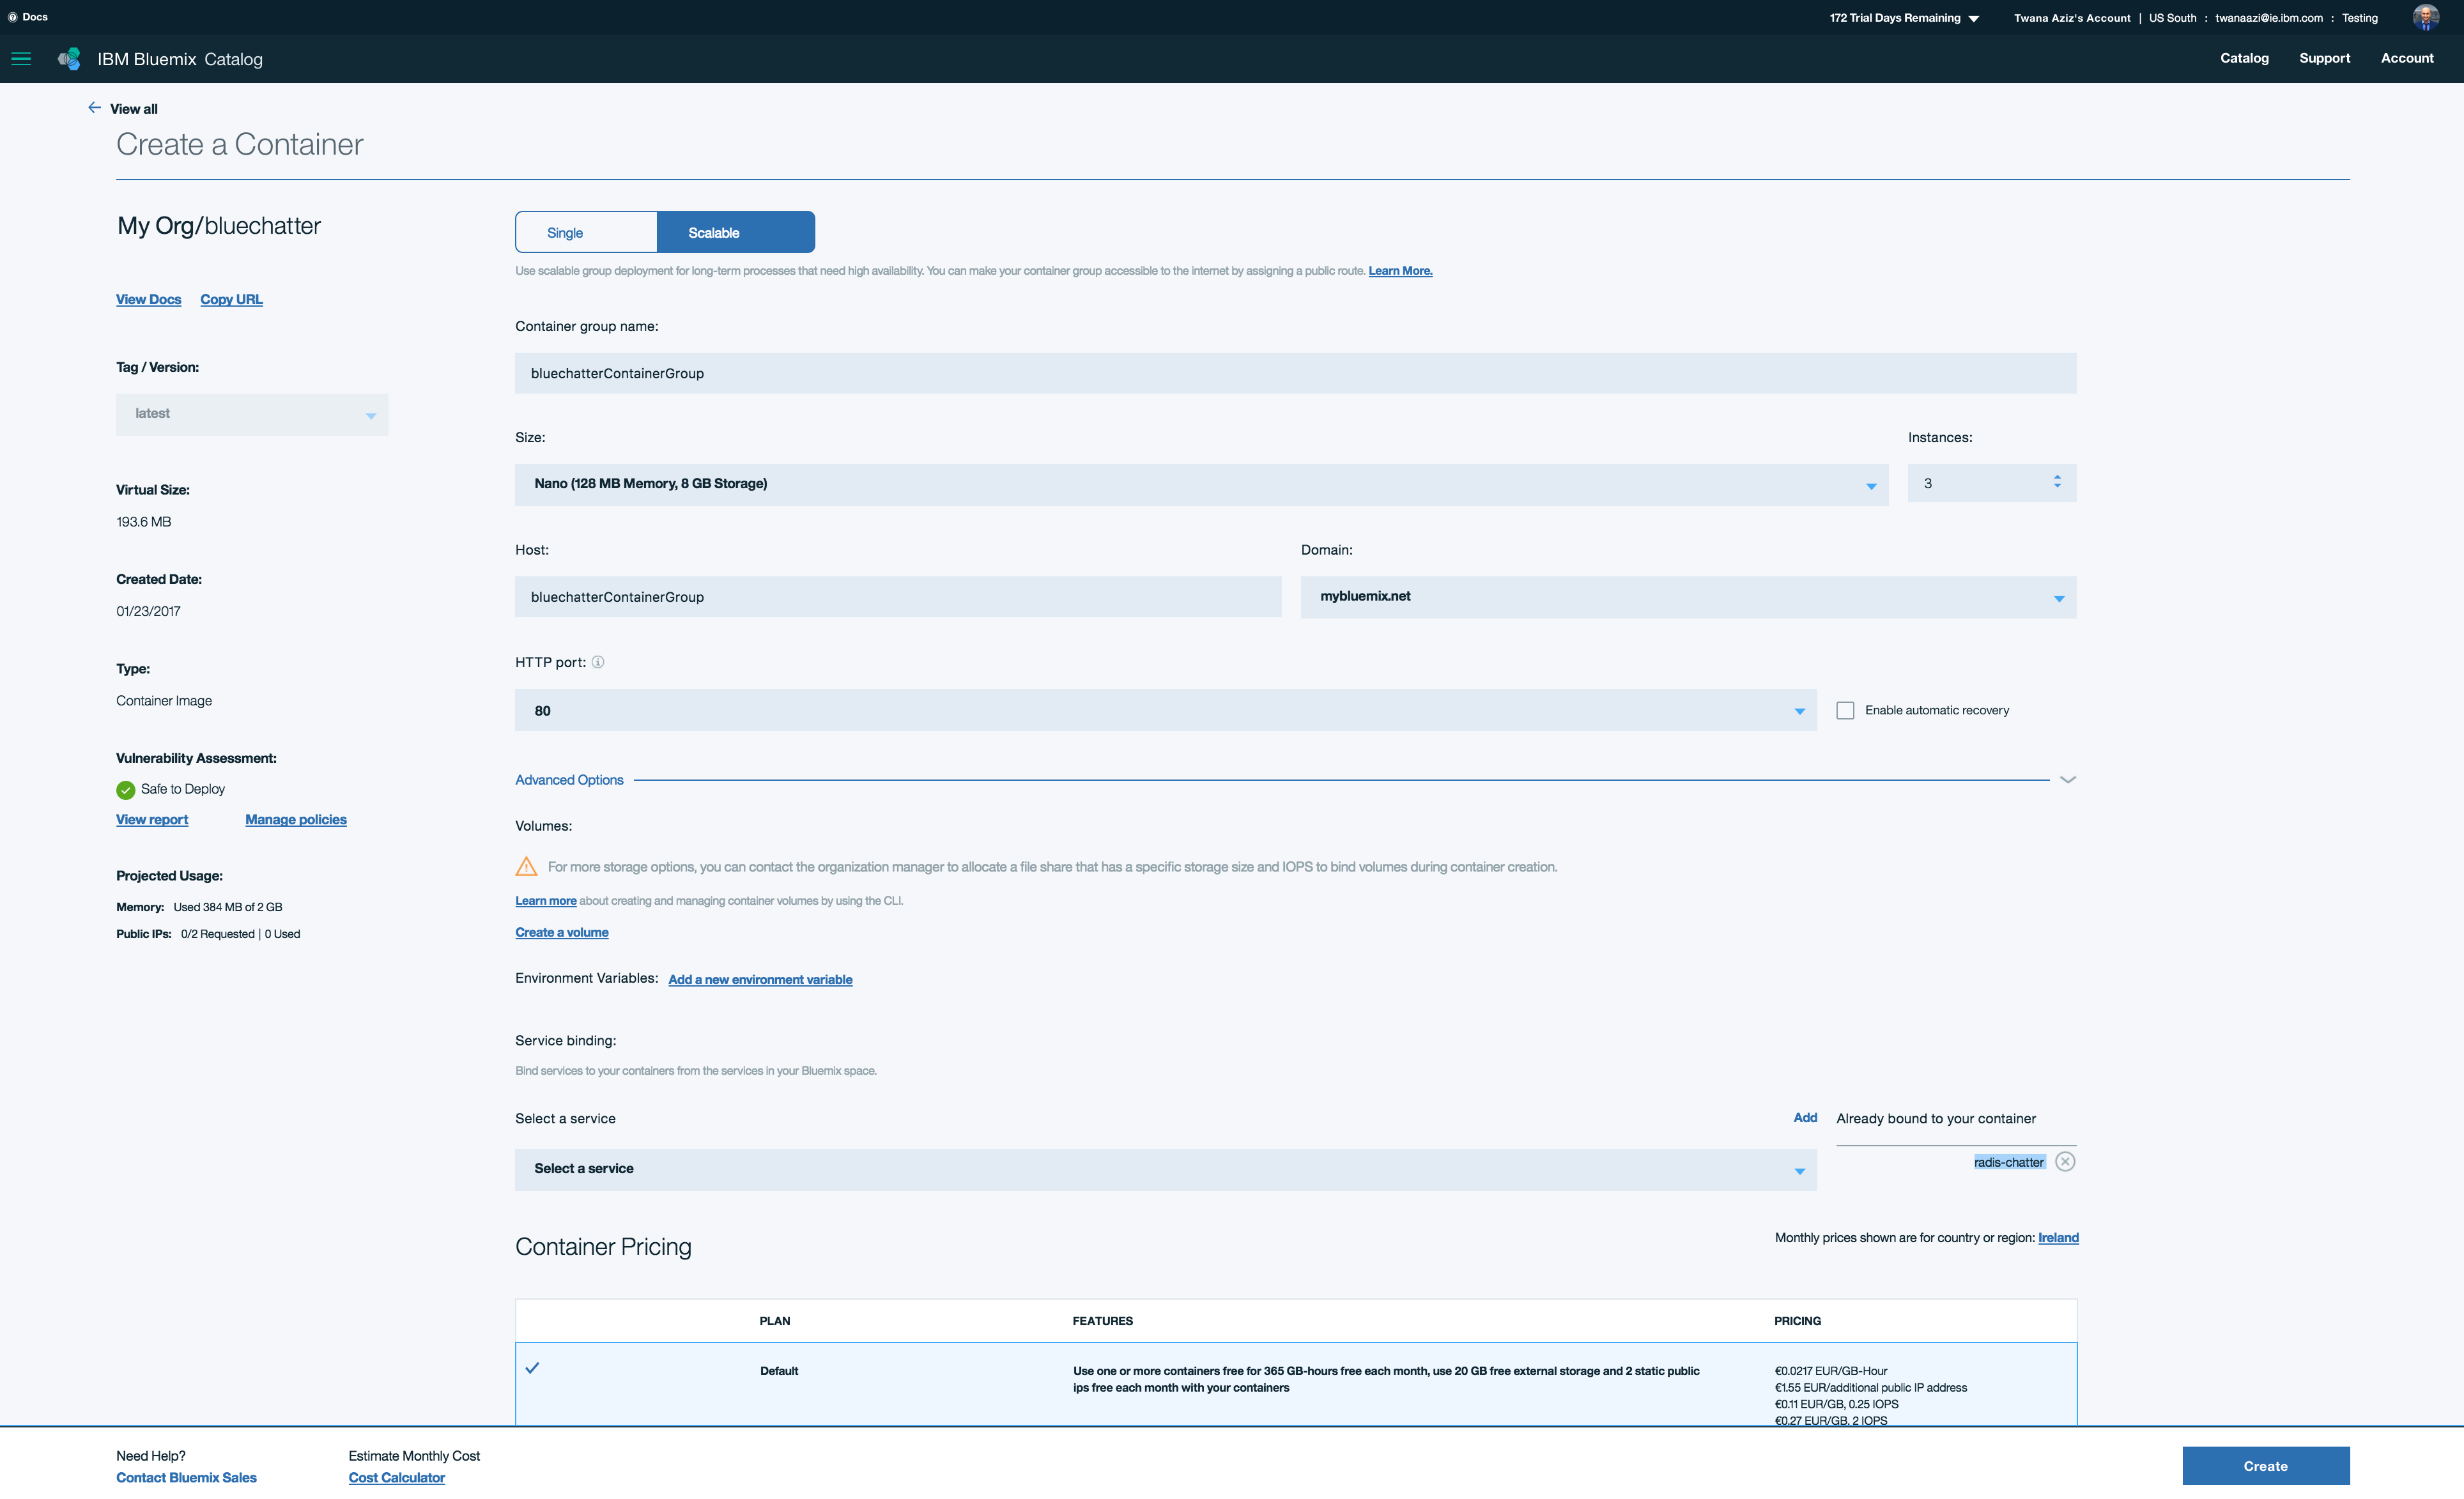 Docs
172 Trial Days Remaining
Twana Aziz's Account | US South : twanaazi@ie.ibm.com : Testing
IBM Bluemix Catalog
Catalog Support Account
View all
Create a Container
My Org/bluechatter
Single Scalable
Use scalable group deployment for long-term processes that need high availability. You can make your container group accessible to the internet by assigning a public route. Learn More.
View Docs Copy URL
Container group name:
bluechatterContainerGroup
Tag / Version:
latest
Size: Instances:
Nano (128 MB Memory, 8 GB Storage) 3
Virtual Size:
193.6 MB
Host: Domain:
bluechatterContainerGroup mybluemix.net
Created Date:
01/23/2017
HTTP port:
80
Enable automatic recovery
Type:
Container Image
Vulnerability Assessment:
Safe to Deploy
View report Manage policies
Advanced Options
Volumes:
For more storage options, you can contact the organization manager to allocate a file share that has a specific storage size and IOPS to bind volumes during container creation.
Learn more about creating and managing container volumes by using the CLI.
Create a volume
Projected Usage:
Memory: Used 384 MB of 2 GB
Public IPs: 0/2 Requested | 0 Used
Environment Variables: Add a new environment variable
Service binding:
Bind services to your containers from the services in your Bluemix space.
Select a service Add Already bound to your container
Select a service
radis-chatter
Container Pricing
Monthly prices shown are for country or region: Ireland
PLAN FEATURES PRICING
Default
Use one or more containers free for 365 GB-hours free each month, use 20 GB free external storage and 2 static public
ips free each month with your containers
€0.0217 EUR/GB-Hour
€1.55 EUR/additional public IP address
€0.11 EUR/GB, 0.25 IOPS
€0.27 EUR/GB, 2 IOPS
Need Help?
Contact Bluemix Sales
Estimate Monthly Cost
Cost Calculator
Create